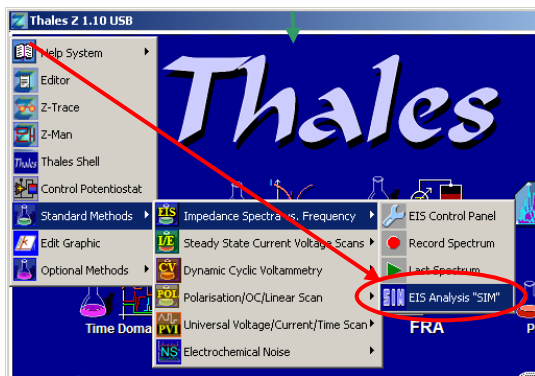 Thales Z 1.10 USB
Help System
Editor
Z-Trace
Z-Man
Thales
Thales Shell
Control Potentiostat
Standard Methods
Edit Graphic
Optional Methods
Thales
EIS
Impedance Spectra vs. Frequency
I/E
Steady State Current Voltage Scans
CV
Dynamic Cyclic Voltammetry
POL
Polarisation/OC/Linear Scan
PVI
Universal Voltage/Current/Time Scan
NS
Electrochemical Noise
EIS Control Panel
Record Spectrum
Last Spectrum
SIM
EIS Analysis "SIM"
Time Doma
FRA
P